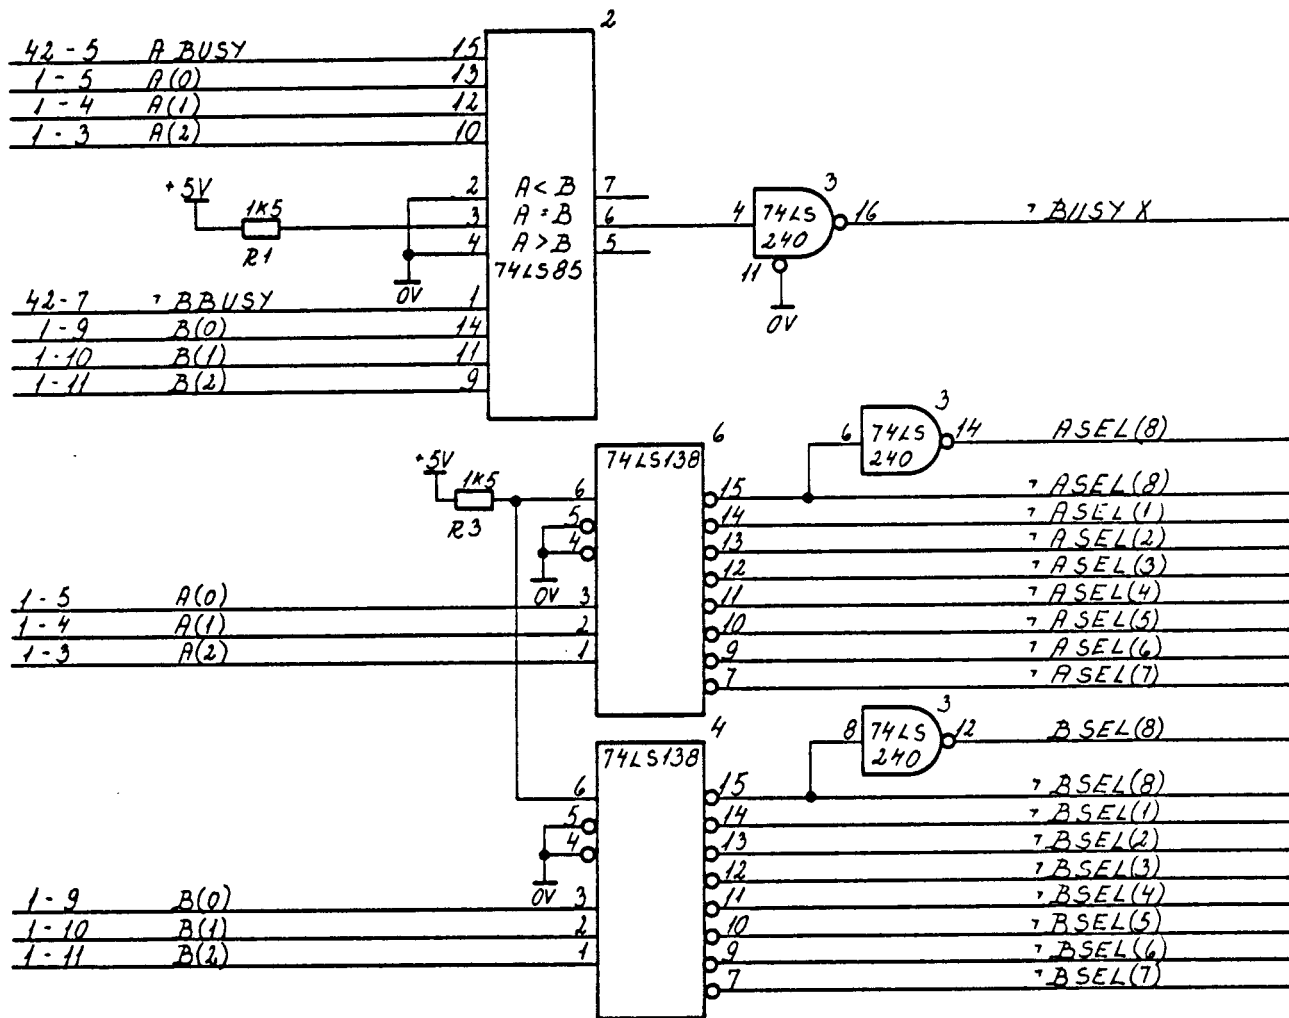 2
42-5 A BUSY 15
1-5 A(0) 13
1-4 A(1) 12
1-3 A(2) 10
+5V 1K5 R1
2 A<B 7
3 A=B 6
4 A>B 5
74LS85
0V
42-7 ¬BBUSY 1
1-9 B(0) 14
1-10 B(1) 11
1-11 B(2) 9
3
4 74LS 240 16 ¬BUSY X
11
0V
3
6 74LS 240 14 ASEL(8)
6
74LS138
+5V 1K5 R3
6
5
4
0V
1-5 A(0) 3
1-4 A(1) 2
1-3 A(2) 1
15 ¬ASEL(8)
14 ¬ASEL(1)
13 ¬ASEL(2)
12 ¬ASEL(3)
11 ¬ASEL(4)
10 ¬ASEL(5)
9 ¬ASEL(6)
7 ¬ASEL(7)
3
8 74LS 240 12 BSEL(8)
4
74LS138
6
5
4
0V
1-9 B(0) 3
1-10 B(1) 2
1-11 B(2) 1
15 ¬BSEL(8)
14 ¬BSEL(1)
13 ¬BSEL(2)
12 ¬BSEL(3)
11 ¬BSEL(4)
10 ¬BSEL(5)
9 ¬BSEL(6)
7 ¬BSEL(7)